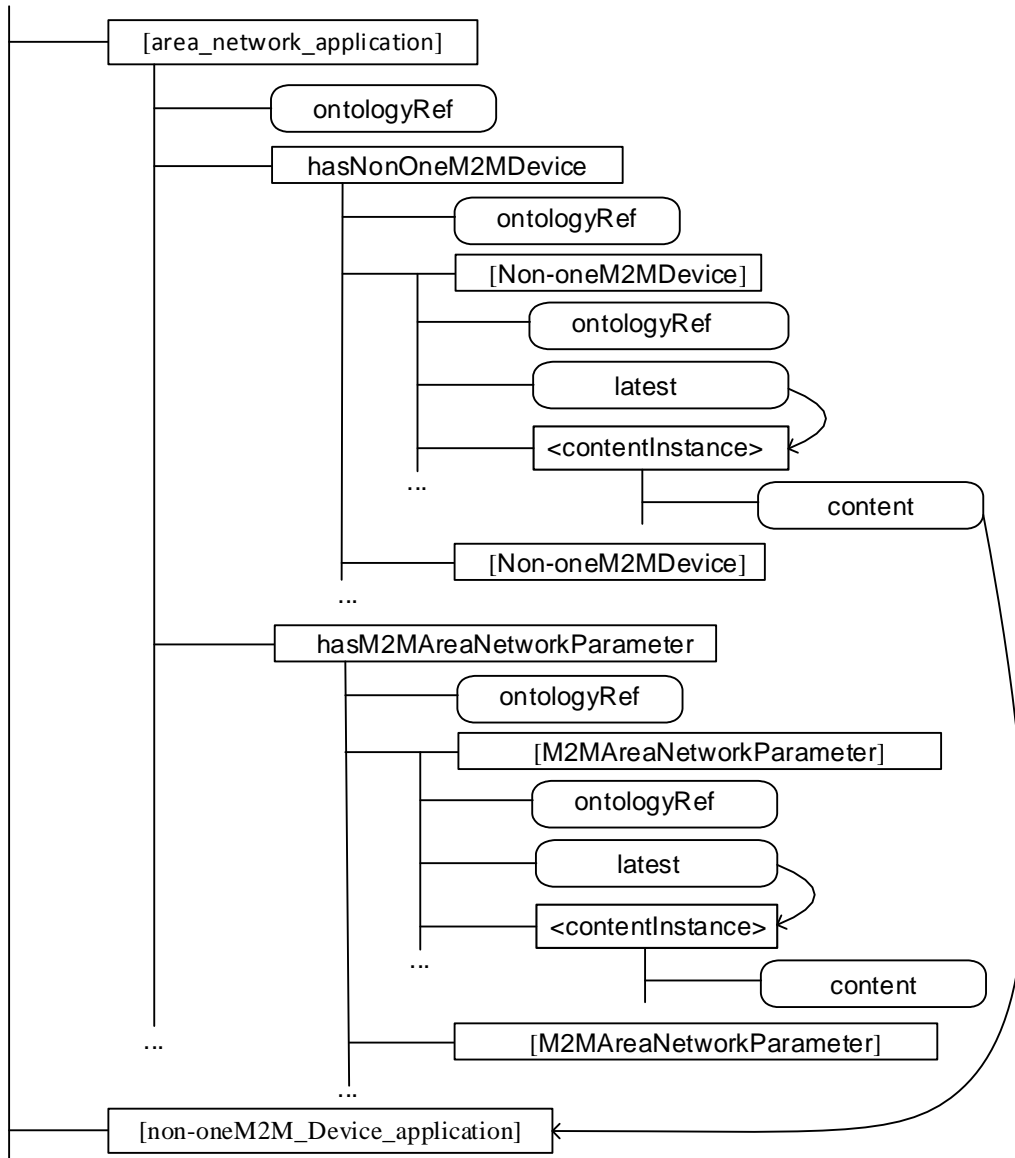 [area_network_application]
ontologyRef
hasNonOneM2MDevice
ontologyRef
[Non-oneM2MDevice]
ontologyRef
latest
<contentInstance>
...
content
[Non-oneM2MDevice]
...
hasM2MAreaNetworkParameter
ontologyRef
[M2MAreaNetworkParameter]
ontologyRef
latest
<contentInstance>
...
content
...
[M2MAreaNetworkParameter]
...
[non-oneM2M_Device_application]